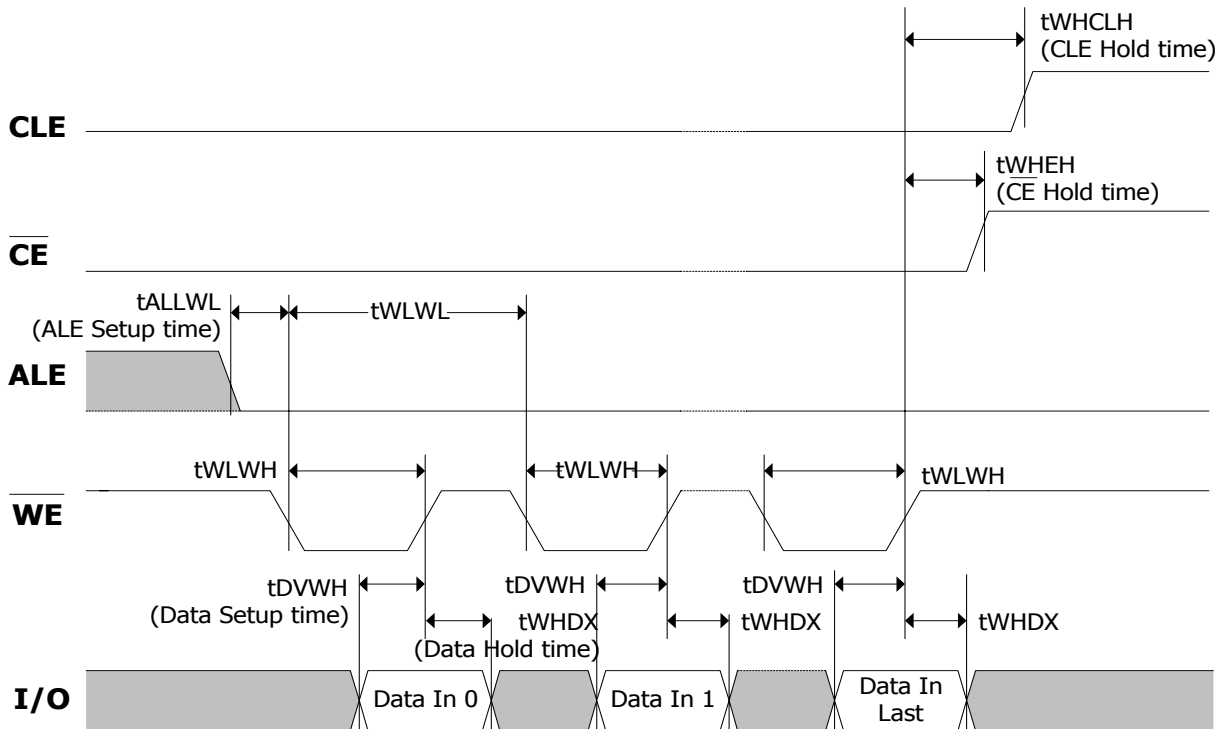 tWHCLH
(CLE Hold time)
CLE
tWHEH
(CE Hold time)
CE
tALLWL
(ALE Setup time)
tWLWL
ALE
tWLWH
tWLWH
tWLWH
WE
tDVWH
(Data Setup time)
tDVWH
tDVWH
tWHDX
(Data Hold time)
tWHDX
tWHDX
I/O
Data In 0
Data In 1
Data In
Last